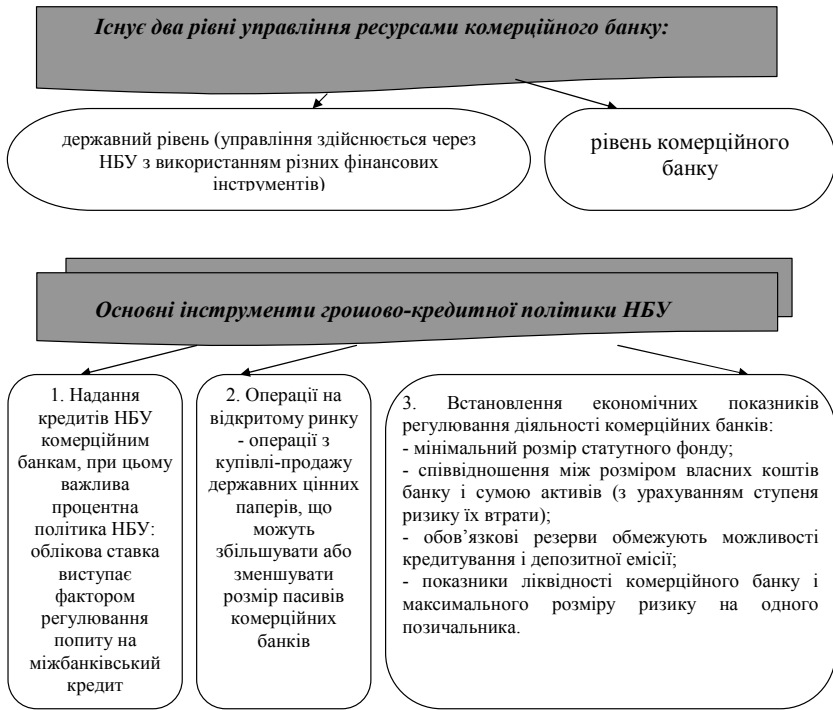 Існує два рівні управління ресурсами комерційного банку:
державний рівень (управління здійснюється через
НБУ з використанням різних фінансових
інструментів)
рівень комерційного
банку
Основні інструменти грошово-кредитної політики НБУ
1. Надання
кредитів НБУ
комерційним
банкам, при цьому
важлива
процентна
політика НБУ:
облікова ставка
виступає
фактором
регулювання
попиту на
міжбанківський
кредит
2. Операції на
відкритому ринку
- операції з
купівлі-продажу
державних цінних
паперів, що
можуть
збільшувати або
зменшувати
розмір пасивів
комерційних
банків
3. Встановлення економічних показників
регулювання діяльності комерційних банків:
- мінімальний розмір статутного фонду;
- співвідношення між розміром власних коштів
банку і сумою активів (з урахуванням ступеня
ризику їх втрати);
- обов’язкові резерви обмежують можливості
кредитування і депозитної емісії;
- показники ліквідності комерційного банку і
максимального розміру ризику на одного
позичальника.